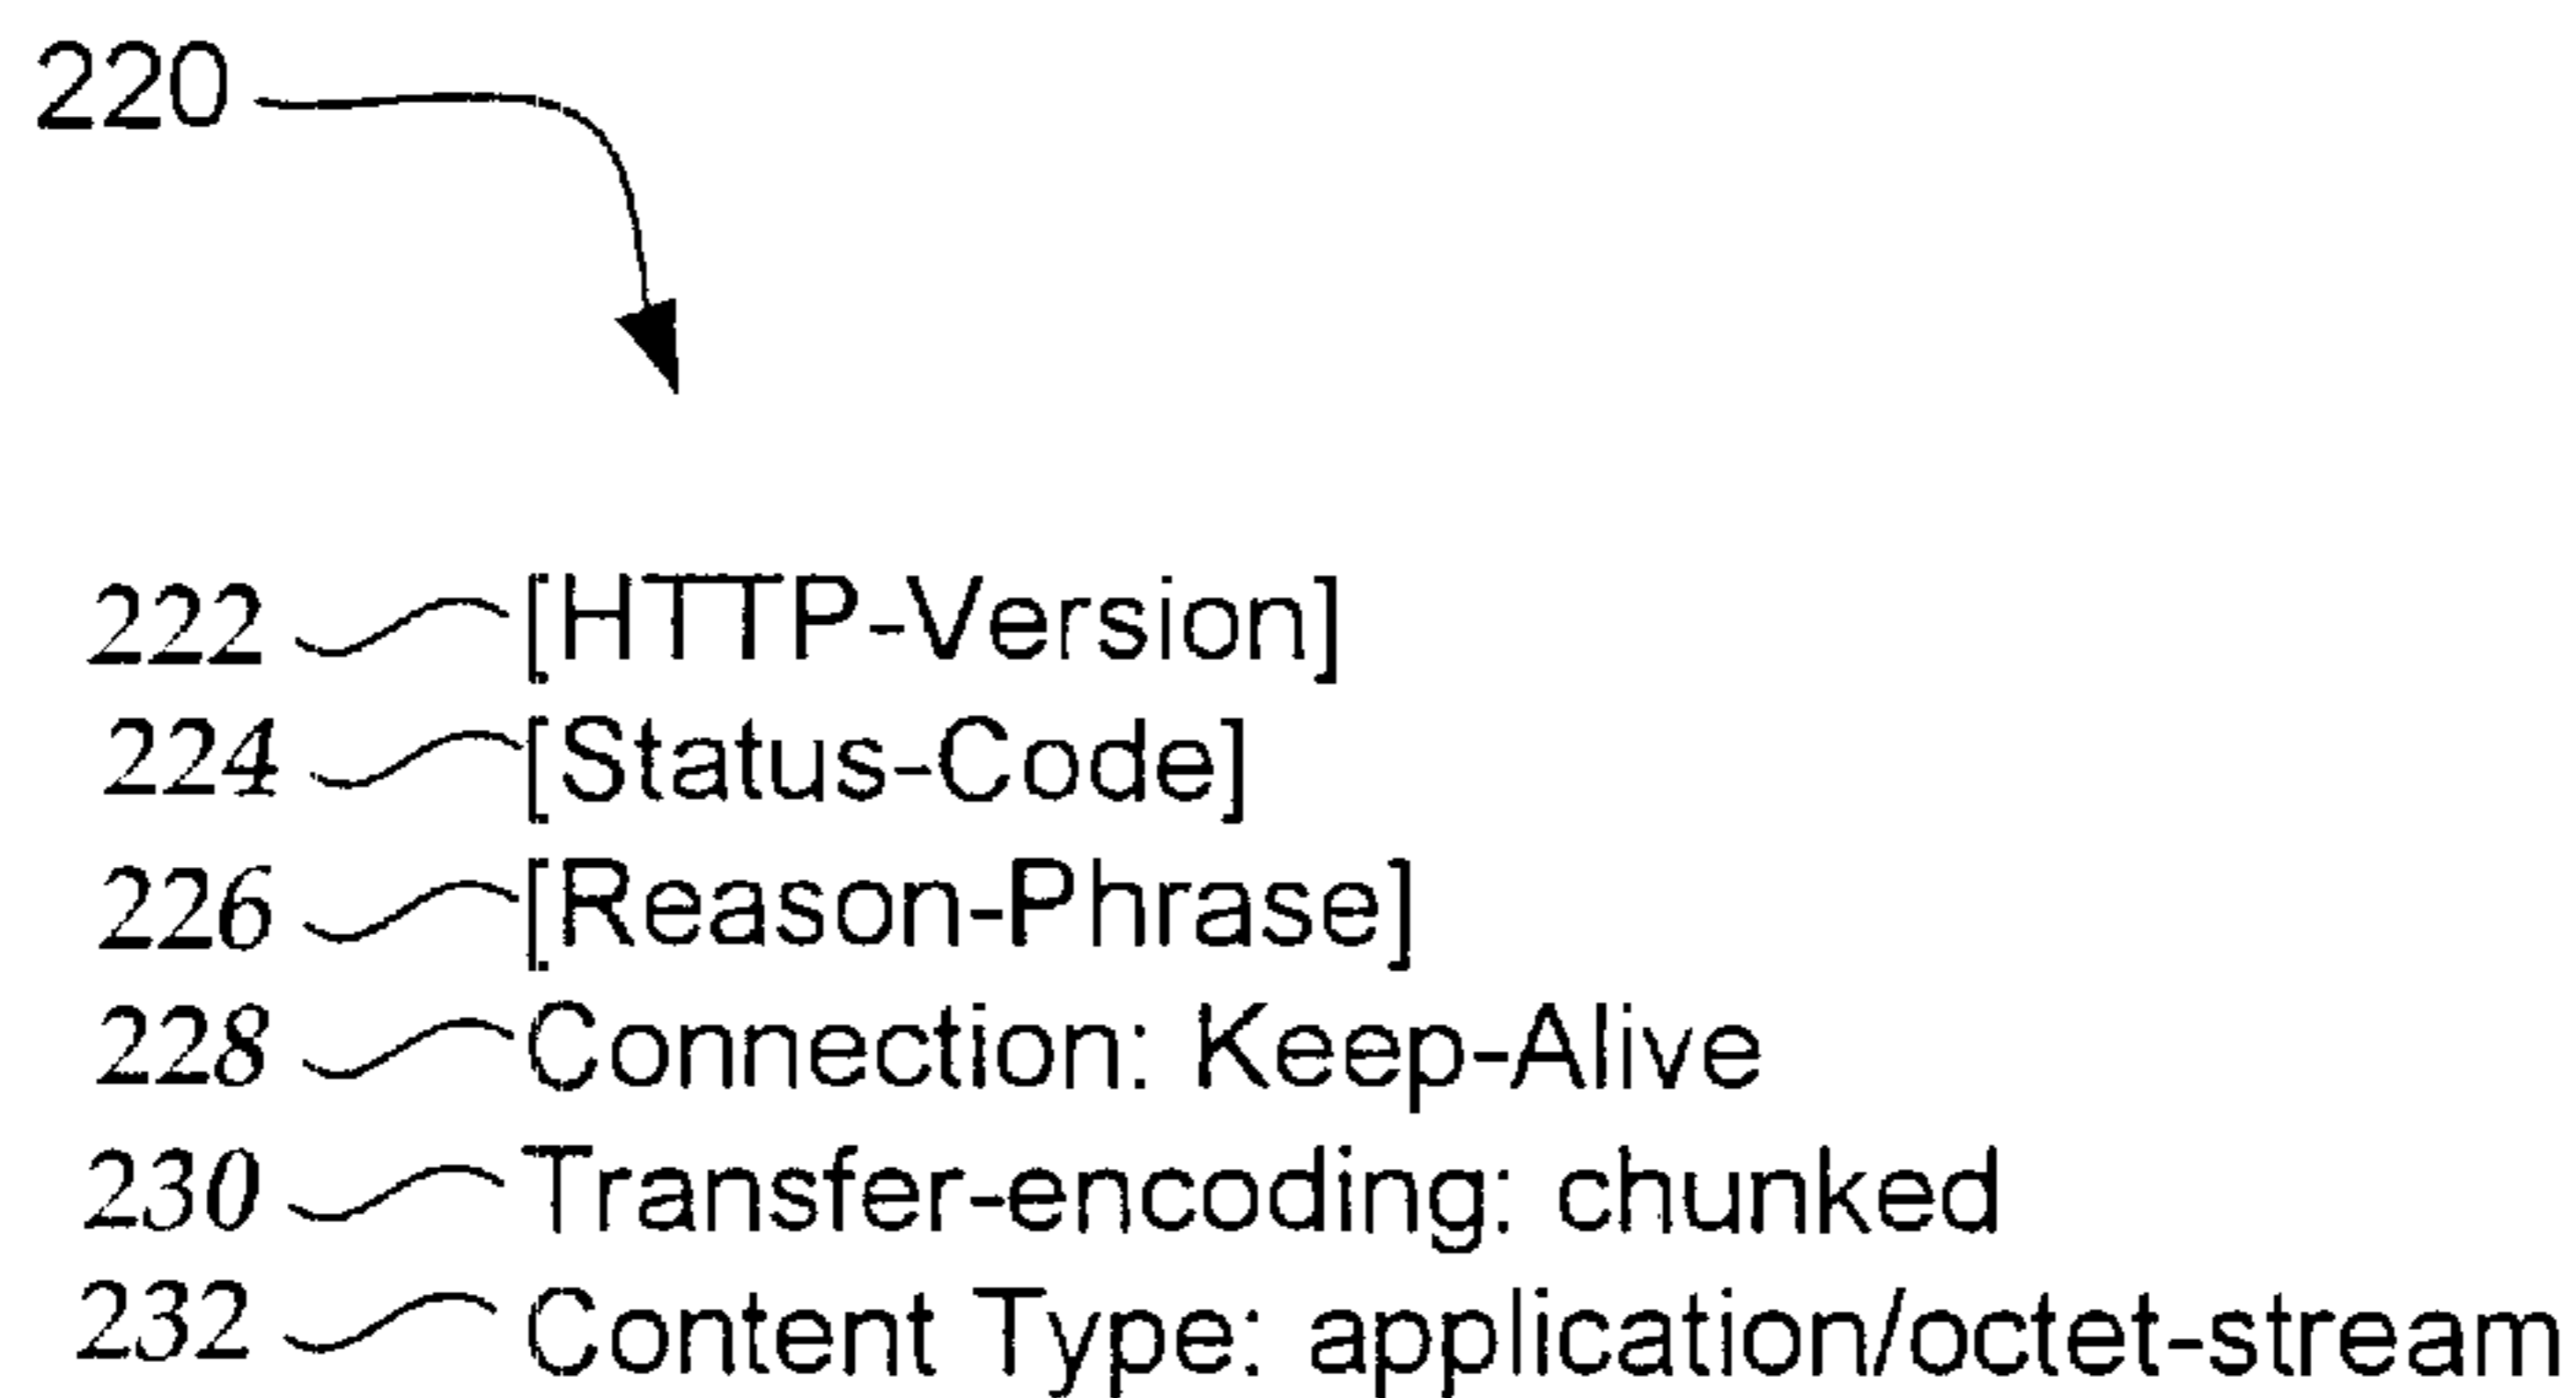 220
222 [HTTP-Version]
224 [Status-Code]
226 [Reason-Phrase]
228 Connection: Keep-Alive
230 Transfer-encoding: chunked
232 Content Type: application/octet-stream